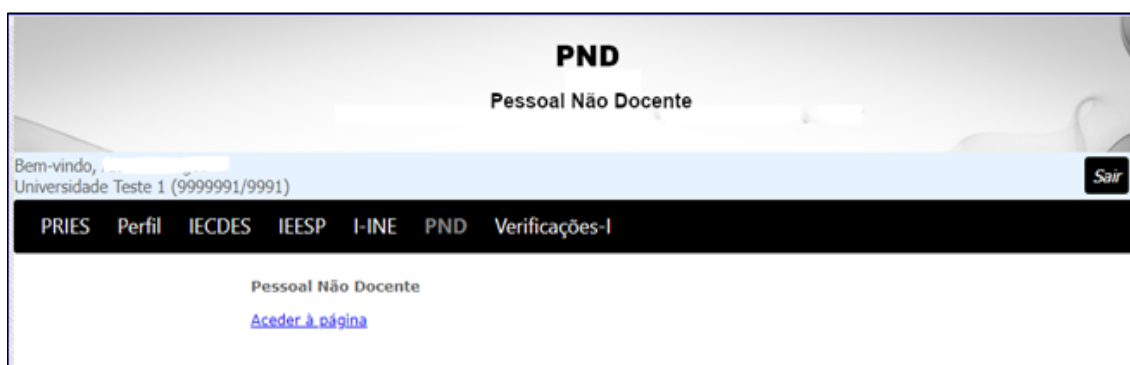 PND
Pessoal Não Docente
Bem-vindo,
Universidade Teste 1 (9999991/9991)
Sair
PRIES Perfil IECDES IEESP I-INE PND Verificações-I
Pessoal Não Docente
Aceder à página